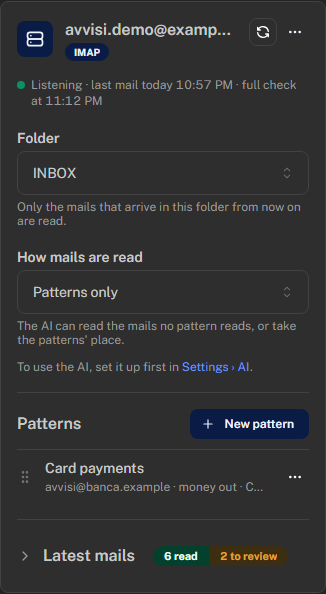 avvisi.demo@examp...
IMAP
Listening · last mail today 10:57 PM · full check
at 11:12 PM
Folder
INBOX
Only the mails that arrive in this folder from now on
are read.
How mails are read
Patterns only
The AI can read the mails no pattern reads, or take
the patterns' place.
To use the AI, set it up first in Settings › AI.
Patterns
+ New pattern
Card payments
avvisi@banca.example · money out · C...
Latest mails 6 read 2 to review